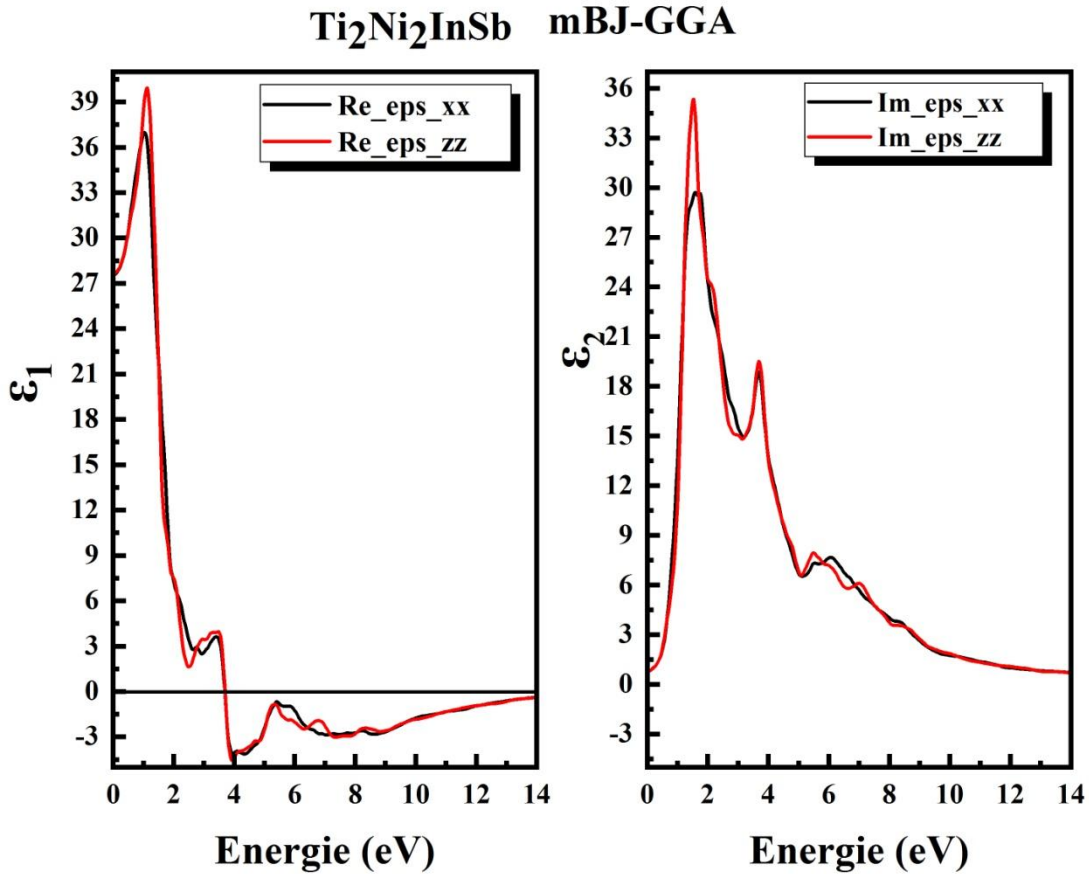 Ti₂Ni₂InSb mBJ-GGA
Re_eps_xx
Re_eps_zz
39
36
33
30
27
24
21
18
15
12
9
6
3
0
-3
ε₁
0 2 4 6 8 10 12 14
Energie (eV)
Im_eps_xx
Im_eps_zz
36
33
30
27
24
21
18
15
12
9
6
3
0
-3
ε₂
0 2 4 6 8 10 12 14
Energie (eV)